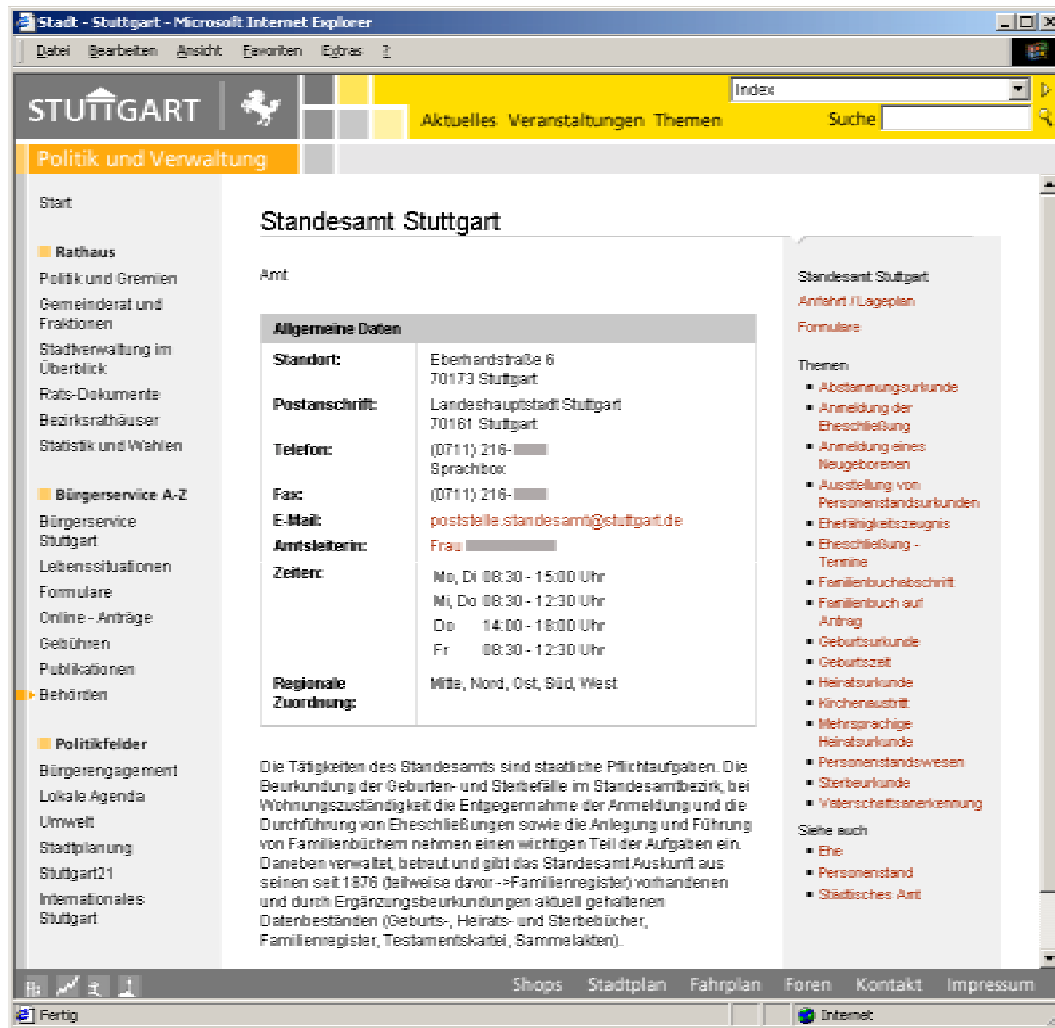 Stadt - Stuttgart - Microsoft Internet Explorer
Datei Bearbeiten Ansicht Favoriten Extras ?
STUTTGART
Index
Aktuelles Veranstaltungen Themen
Suche
Politik und Verwaltung
Start
Rathaus
Politik und Gremien
Gemeinderat und
Fraktionen
Stadtverwaltung im
Überblick
Rats-Dokumente
Bezirksrathäuser
Statistik und Wahlen
Bürgerservice A-Z
Bürgerservice
Stuttgart
Lebenssituationen
Formulare
Online-Anträge
Gebühren
Publikationen
Behörden
Politikfelder
Bürgerengagement
Lokale Agenda
Umwelt
Stadtplanung
Stuttgart21
Internationales
Stuttgart
Standesamt Stuttgart
Amt
Allgemeine Daten
Standort: Eberhardstraße 6
70173 Stuttgart
Postanschrift: Landeshauptstadt Stuttgart
70161 Stuttgart
Telefon: (0711) 216-
Sprachbox
Fax: (0711) 216-
E-Mail: poststelle.standesamt@stuttgart.de
Amtsleiterin: Frau
Zeiten: Mo, Di 08:30 - 15:00 Uhr
Mi, Do 08:30 - 12:30 Uhr
Do 14:00 - 18:00 Uhr
Fr 08:30 - 12:30 Uhr
Regionale
Zuordnung: Mitte, Nord, Ost, Süd, West
Die Tätigkeiten des Standesamts sind staatliche Pflichtaufgaben. Die
Beurkundung der Geburten- und Sterbefälle im Standesamtbezirk, bei
Wohnungszuständigkeit die Entgegennahme der Anmeldung und die
Durchführung von Eheschließungen sowie die Anlegung und Führung
von Familienbüchern nehmen einen wichtigen Teil der Aufgaben ein.
Daneben verwaltet, betreut und gibt das Standesamt Auskunft aus
seinen seit 1876 (teilweise davor ->Familienregister) vorhandenen
und durch Ergänzungsbeurkundungen aktuell gehaltenen
Datenbeständen (Geburts-, Heirats- und Sterbebücher,
Familienregister, Testamentskartei, Sammelakten).
Standesamt Stuttgart
Anfahrt / Lageplan
Formulare
Themen
Abstammungsurkunde
Anmeldung der
Eheschließung
Anmeldung eines
Neugeborenen
Ausstellung von
Personenstandsurkunden
Ehefähigkeitszeugnis
Eheschließung -
Termine
Familienbuchabschrift
Familienbuch auf
Antrag
Geburtsurkunde
Geburtszeit
Heiratsurkunde
Kirchenaustritt
Mehrsprachige
Heiratsurkunde
Personenstandswesen
Sterbeurkunde
Vaterschaftsanerkennung
Siehe auch
Ehe
Personenstand
Städtisches Amt
Shops Stadtplan Fahrplan Foren Kontakt Impressum
Fertig
Internet